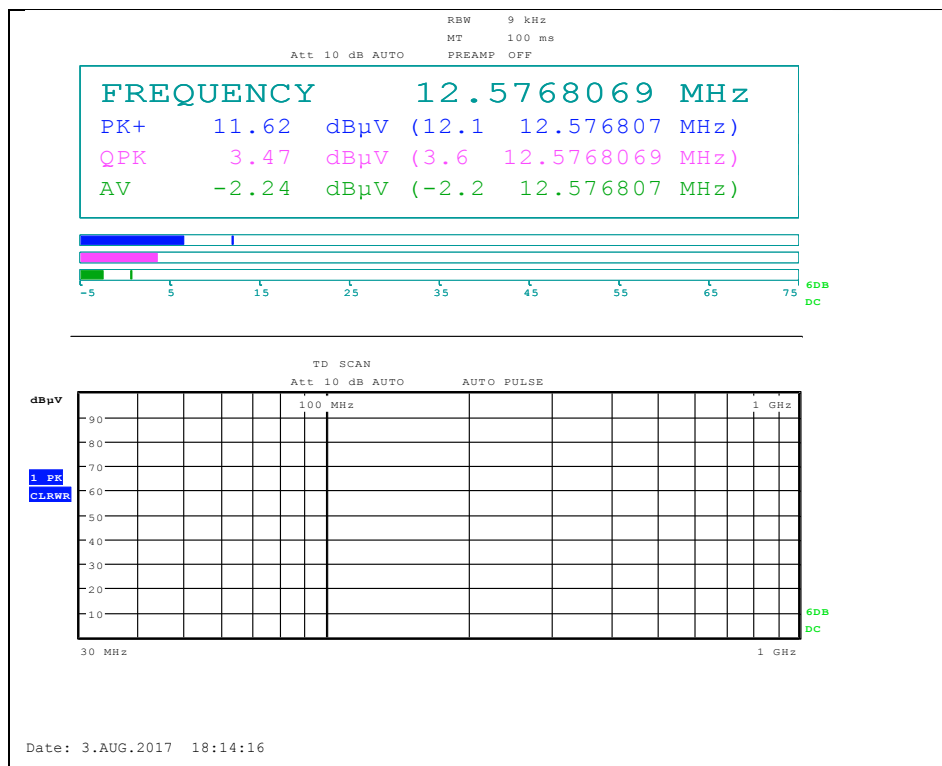 RBW 9 kHz
MT 100 ms
Att 10 dB AUTO PREAMP OFF
FREQUENCY 12.5768069 MHz
PK+ 11.62 dBµV (12.1 12.576807 MHz)
QPK 3.47 dBµV (3.6 12.5768069 MHz)
AV -2.24 dBµV (-2.2 12.576807 MHz)
-5 5 15 25 35 45 55 65 75
6DB
DC
TD SCAN
Att 10 dB AUTO AUTO PULSE
dBµV
100 MHz 1 GHz
90
80
70
1 PK
CLRWR
60
50
40
30
20
10
6DB
DC
30 MHz 1 GHz
Date: 3.AUG.2017 18:14:16